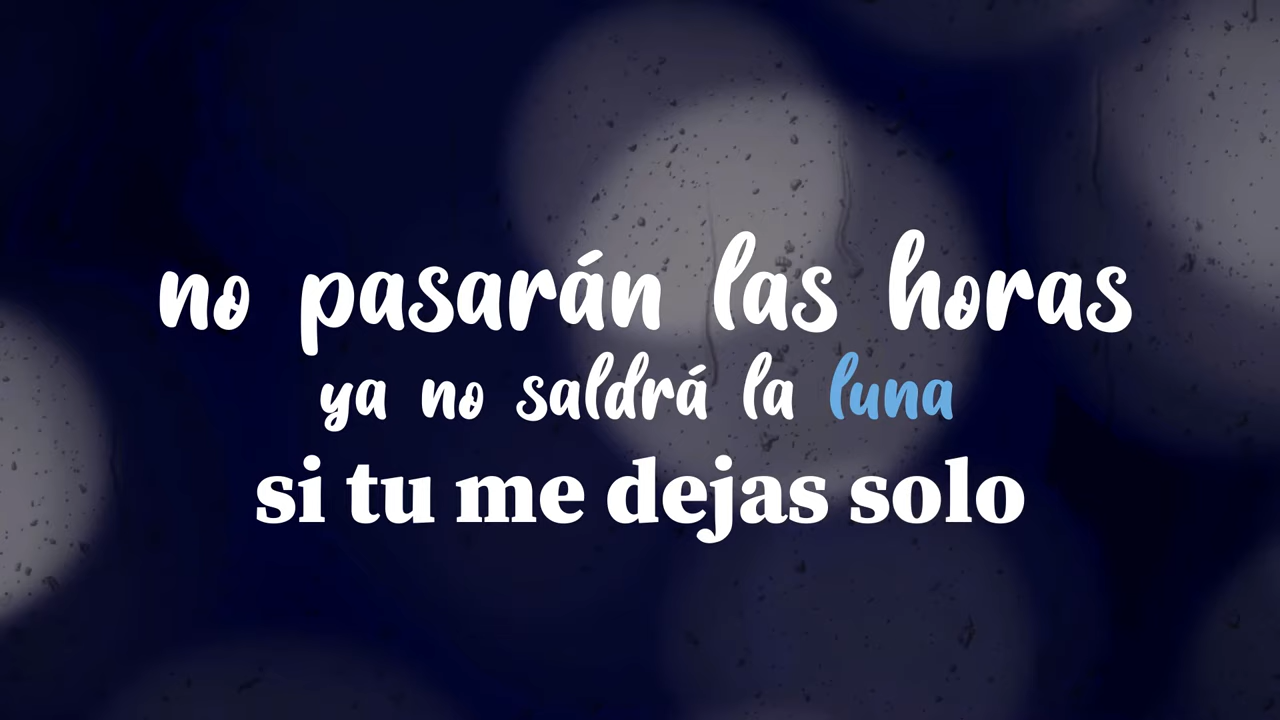 no pasarán las horas
ya no saldrá la luna
si tu me dejas solo